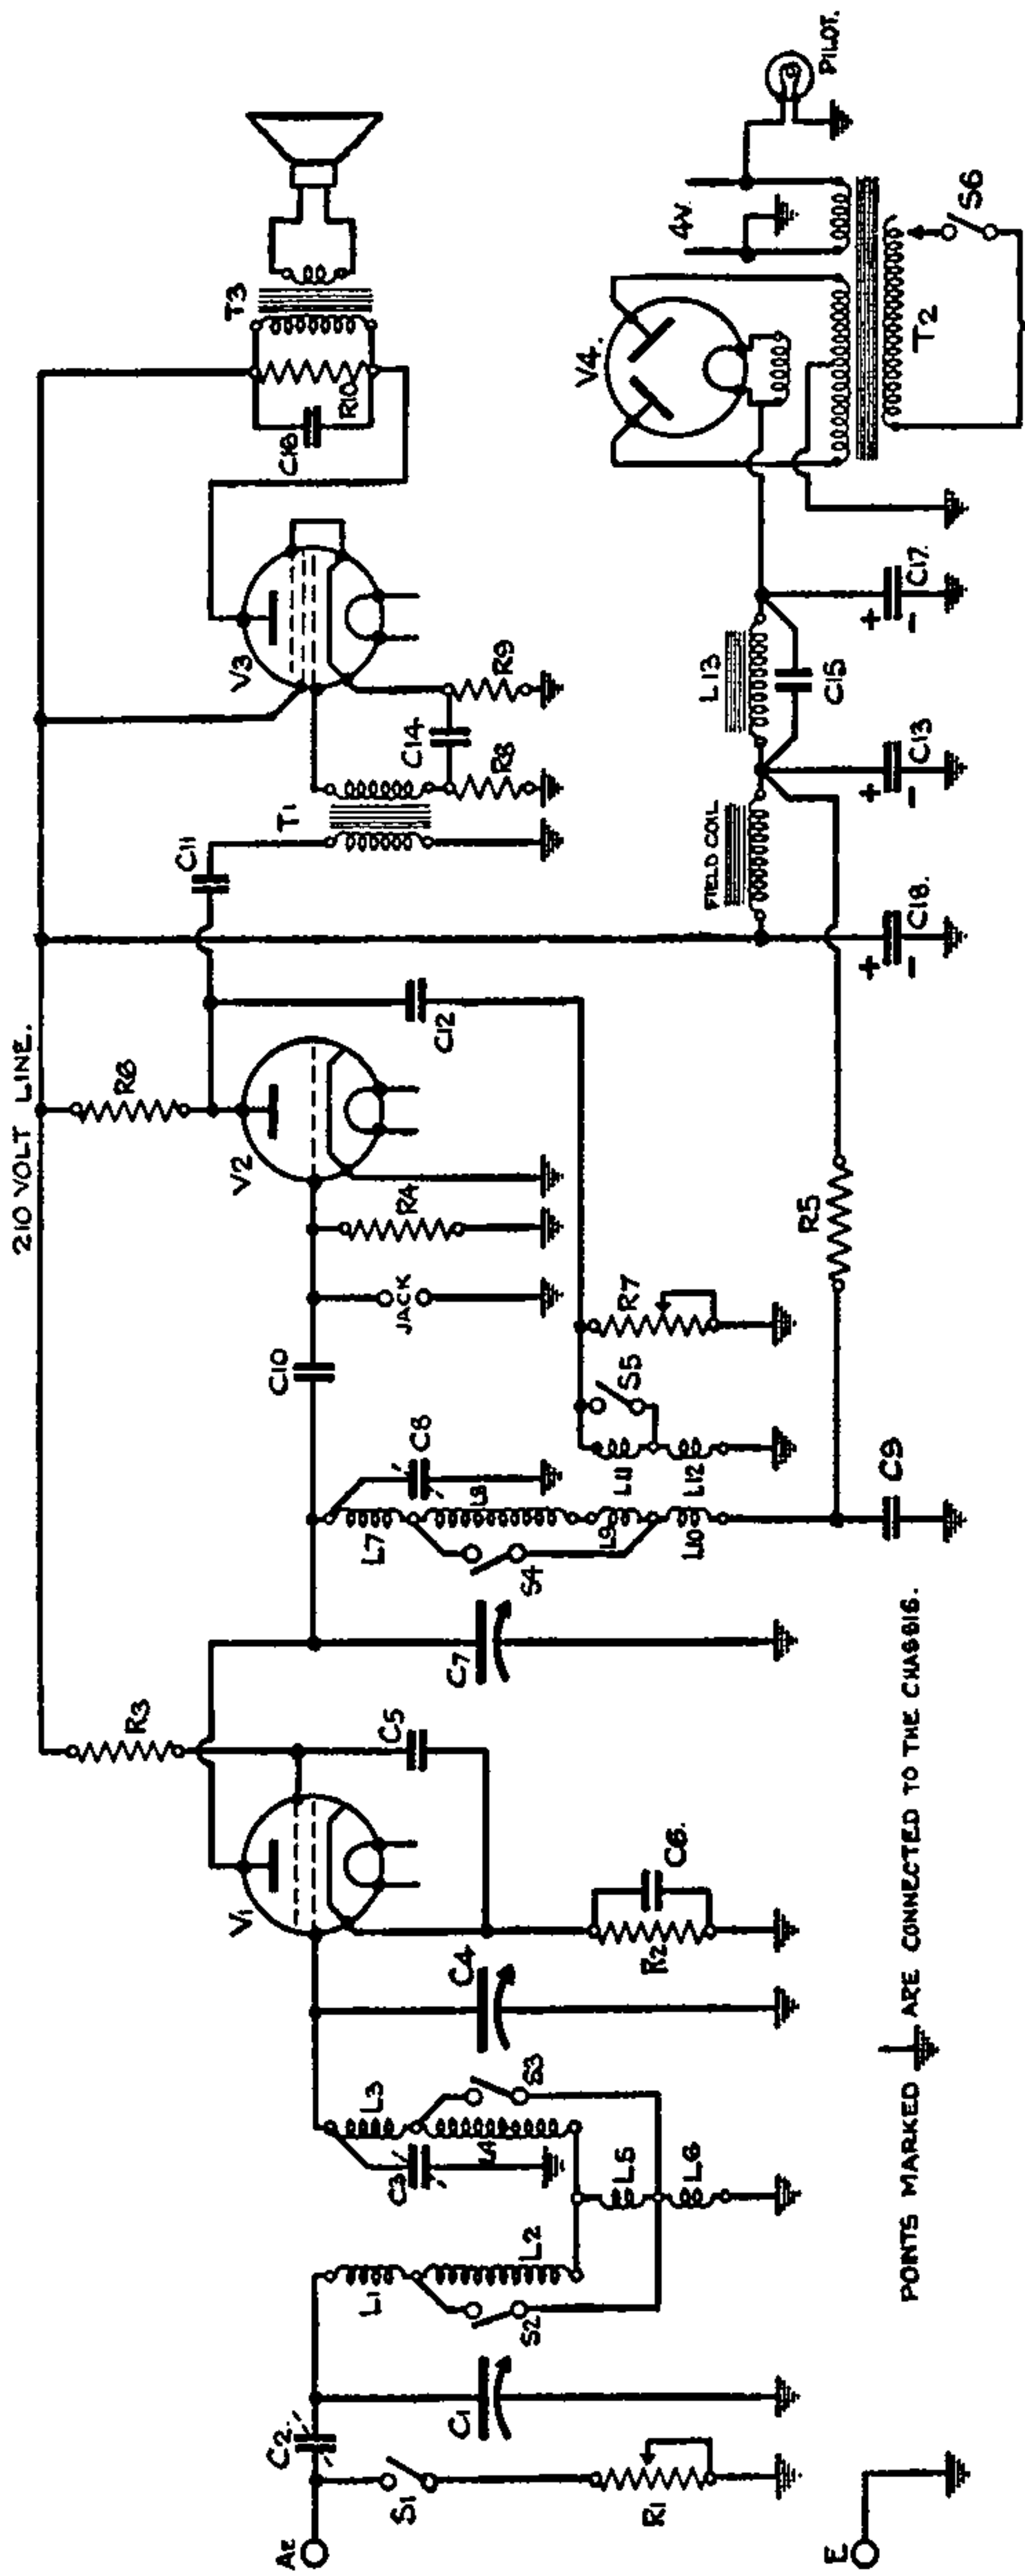 210 VOLT LINE.
Ae
C2
S1
R1
E
C1
L1
L2
S2
L3
L4
C3
S3
L5
L6
C4
V1
R2
C6.
C5
R3
C7
L7
L8
C8
S4
L9
L10
C9
C10
JACK
R4
L11
L12
S5
R7
R5
V2
R6
C12
C11
T1
C14
R8
R9
V3
C16
R10
T3
FIELD COIL
L13
C15
+
-
C18.
+
-
C13
+
-
C17.
V4.
4V.
T2
S6
PILOT.
POINTS MARKED ARE CONNECTED TO THE CHASSIS.